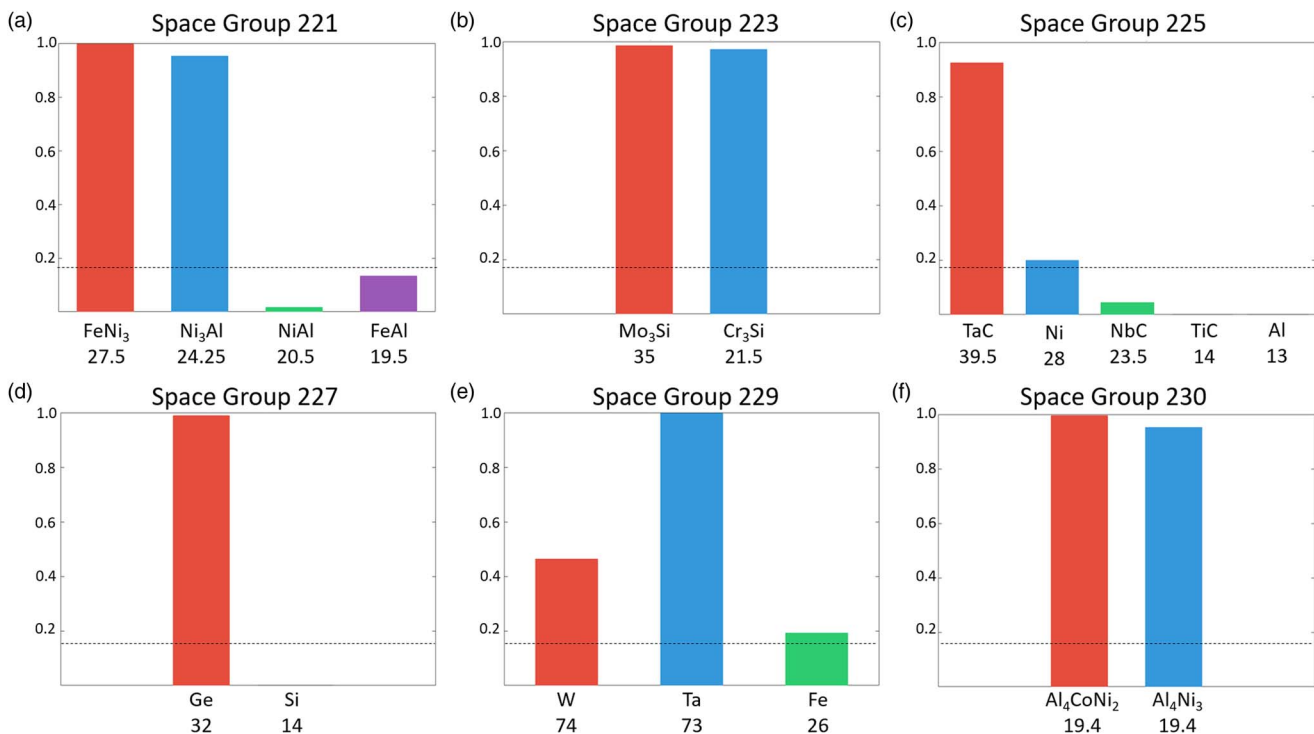 (a) Space Group 221
1.0
0.8
0.6
0.4
0.2
FeNi₃ Ni₃Al NiAl FeAl
27.5 24.25 20.5 19.5
(b) Space Group 223
1.0
0.8
0.6
0.4
0.2
Mo₃Si Cr₃Si
35 21.5
(c) Space Group 225
1.0
0.8
0.6
0.4
0.2
TaC Ni NbC TiC Al
39.5 28 23.5 14 13
(d) Space Group 227
1.0
0.8
0.6
0.4
0.2
Ge Si
32 14
(e) Space Group 229
1.0
0.8
0.6
0.4
0.2
W Ta Fe
74 73 26
(f) Space Group 230
1.0
0.8
0.6
0.4
0.2
Al₄CoNi₂ Al₄Ni₃
19.4 19.4